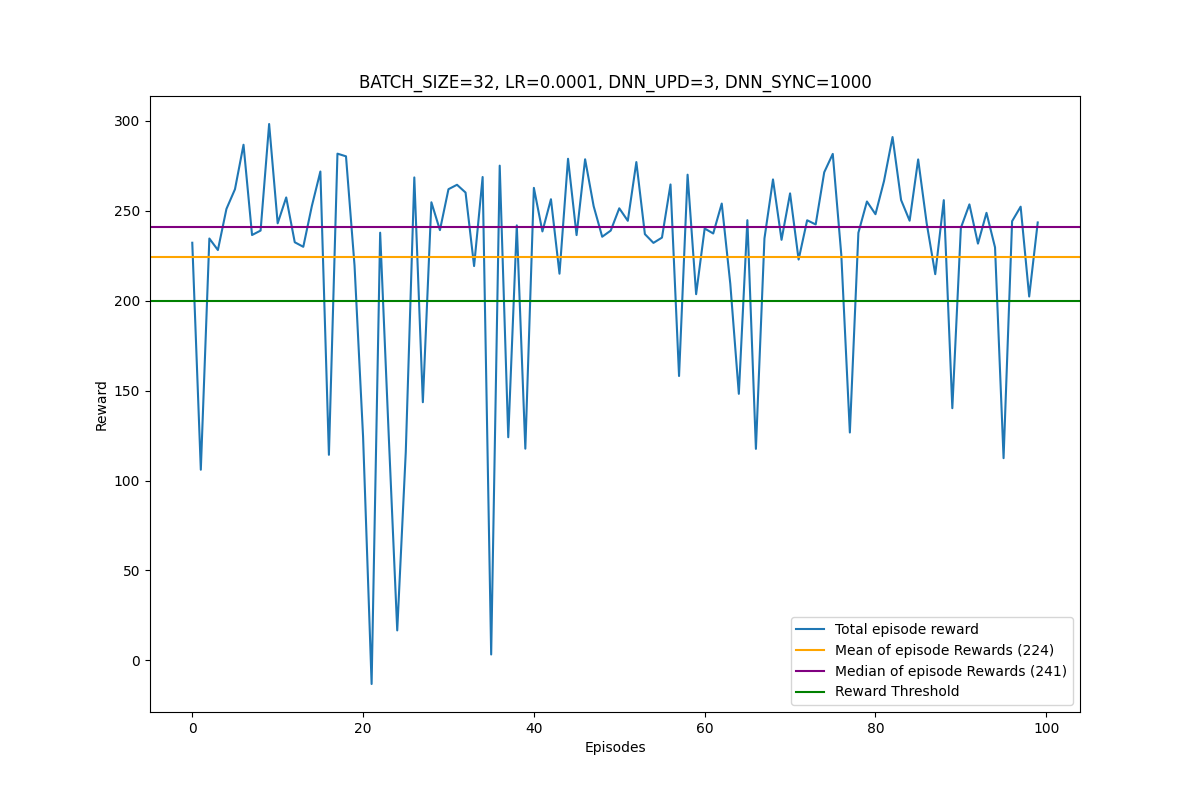 BATCH_SIZE=32, LR=0.0001, DNN_UPD=3, DNN_SYNC=1000
300
250
200
150
100
50
0
Reward
0 20 40 60 80 100
Episodes
Total episode reward
Mean of episode Rewards (224)
Median of episode Rewards (241)
Reward Threshold